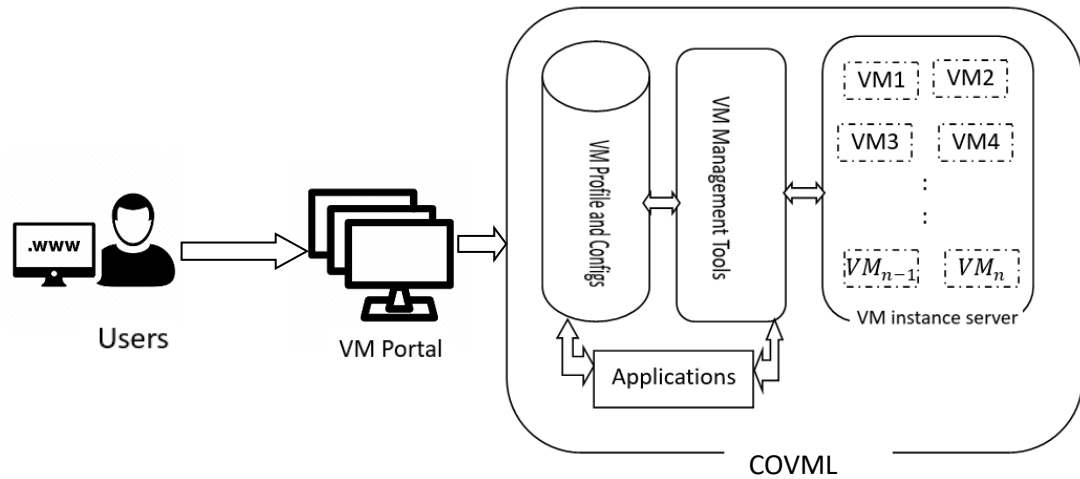 .www
Users
VM Portal
VM Profile and Configs
VM Management Tools
VM1
VM2
VM3
VM4
:
:
VMₙ₋₁
VMₙ
VM instance server
Applications
COVML